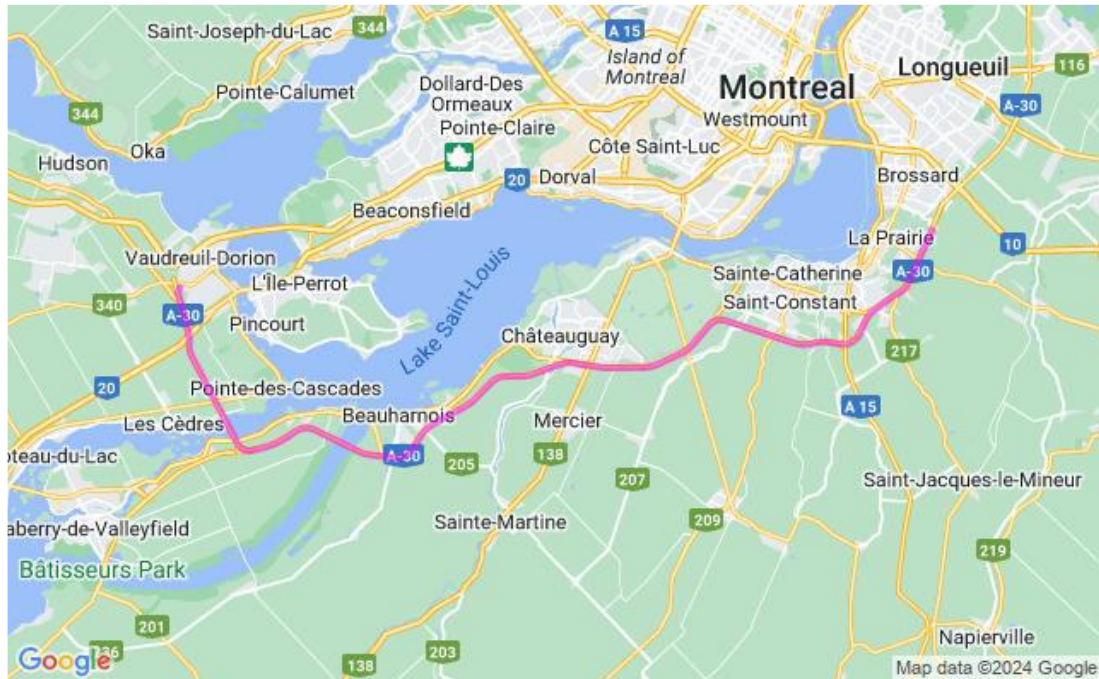 Saint-Joseph-du-Lac
344
A 15
Island of
Montreal
Longueuil
116
Pointe-Calumet
Dollard-Des
Ormeaux
Montreal
A-30
344
Pointe-Claire
Westmount
Oka
Hudson
Côte Saint-Luc
20
Dorval
Brossard
Beaconsfield
La Prairie
10
Vaudreuil-Dorion
L'Île-Perrot
Sainte-Catherine
A-30
340
A-30
Saint-Constant
Pincourt
Lake Saint-Louis
Châteauguay
217
20
Pointe-des-Cascades
A 15
Les Cèdres
Beauharnois
Mercier
oteau-du-Lac
A-30
205
138
207
Saint-Jacques-le-Mineur
aberry-de-Valleyfield
Sainte-Martine
209
219
Bâtisseurs Park
201
Napierville
Google
236
138
203
Map data ©2024 Google